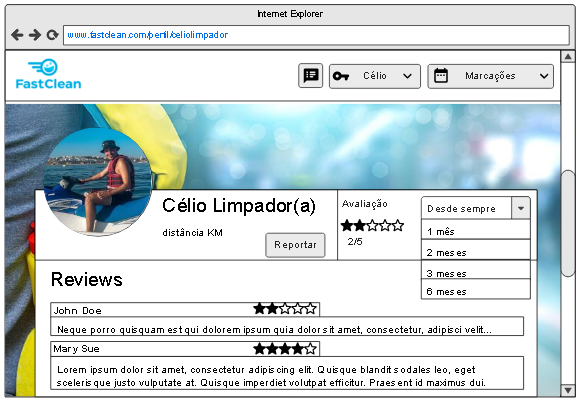 Internet Explorer
www.fastclean.com/perfil/celiolimpador
FastClean
Célio
Marcações
Célio Limpador(a)
distância KM
Reportar
Avaliação
2/5
Desde sempre
1 mês
2 meses
3 meses
6 meses
Reviews
John Doe
Neque porro quisquam est qui dolorem ipsum quia dolor sit amet, consectetur, adipisci velit...
Mary Sue
Lorem ipsum dolor sit amet, consectetur adipiscing elit. Quisque blandit sodales leo, eget
scelerisque justo vulputate at. Quisque imperdiet volutpat efficitur. Praesent id maximus dui.